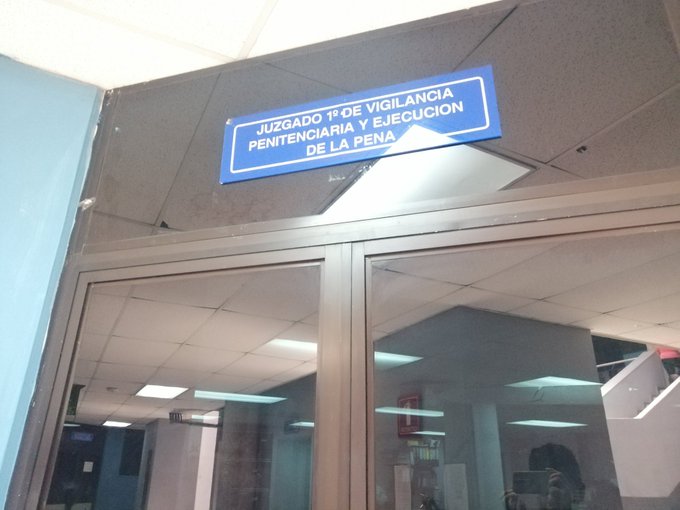 JUZGADO 1º DE VIGILANCIA
PENITENCIARIA Y EJECUCION
DE LA PENA